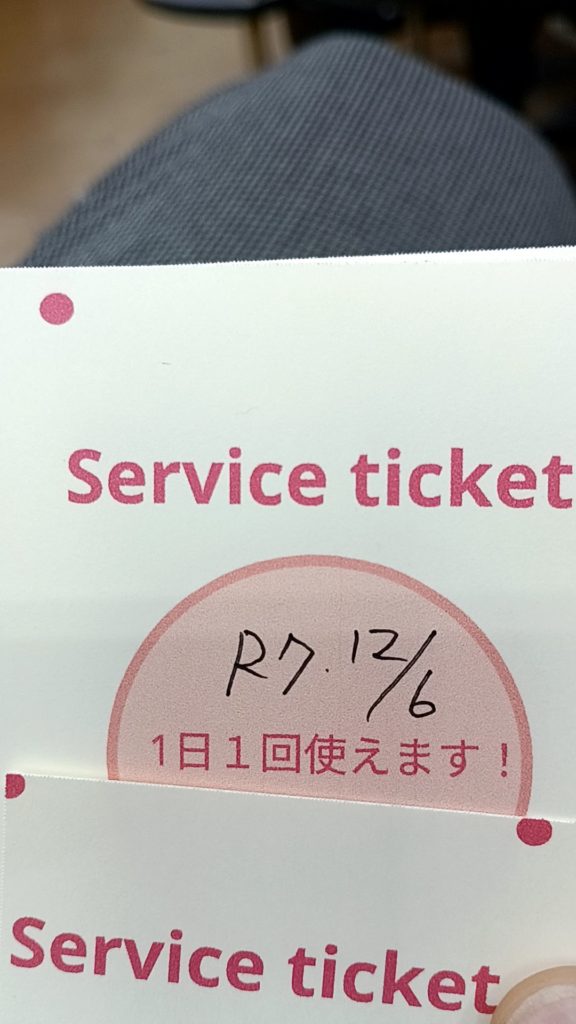 Service ticket
R7.12/6
1日1回使えます！
Service ticket